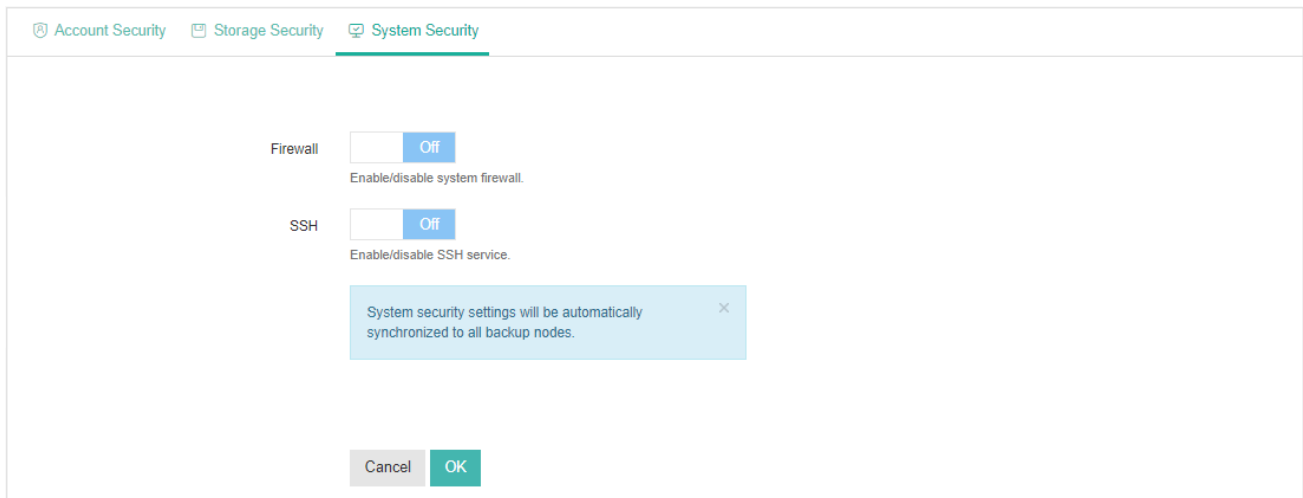 Account Security Storage Security System Security
Firewall Off
Enable/disable system firewall.
SSH Off
Enable/disable SSH service.
System security settings will be automatically
synchronized to all backup nodes.
Cancel OK